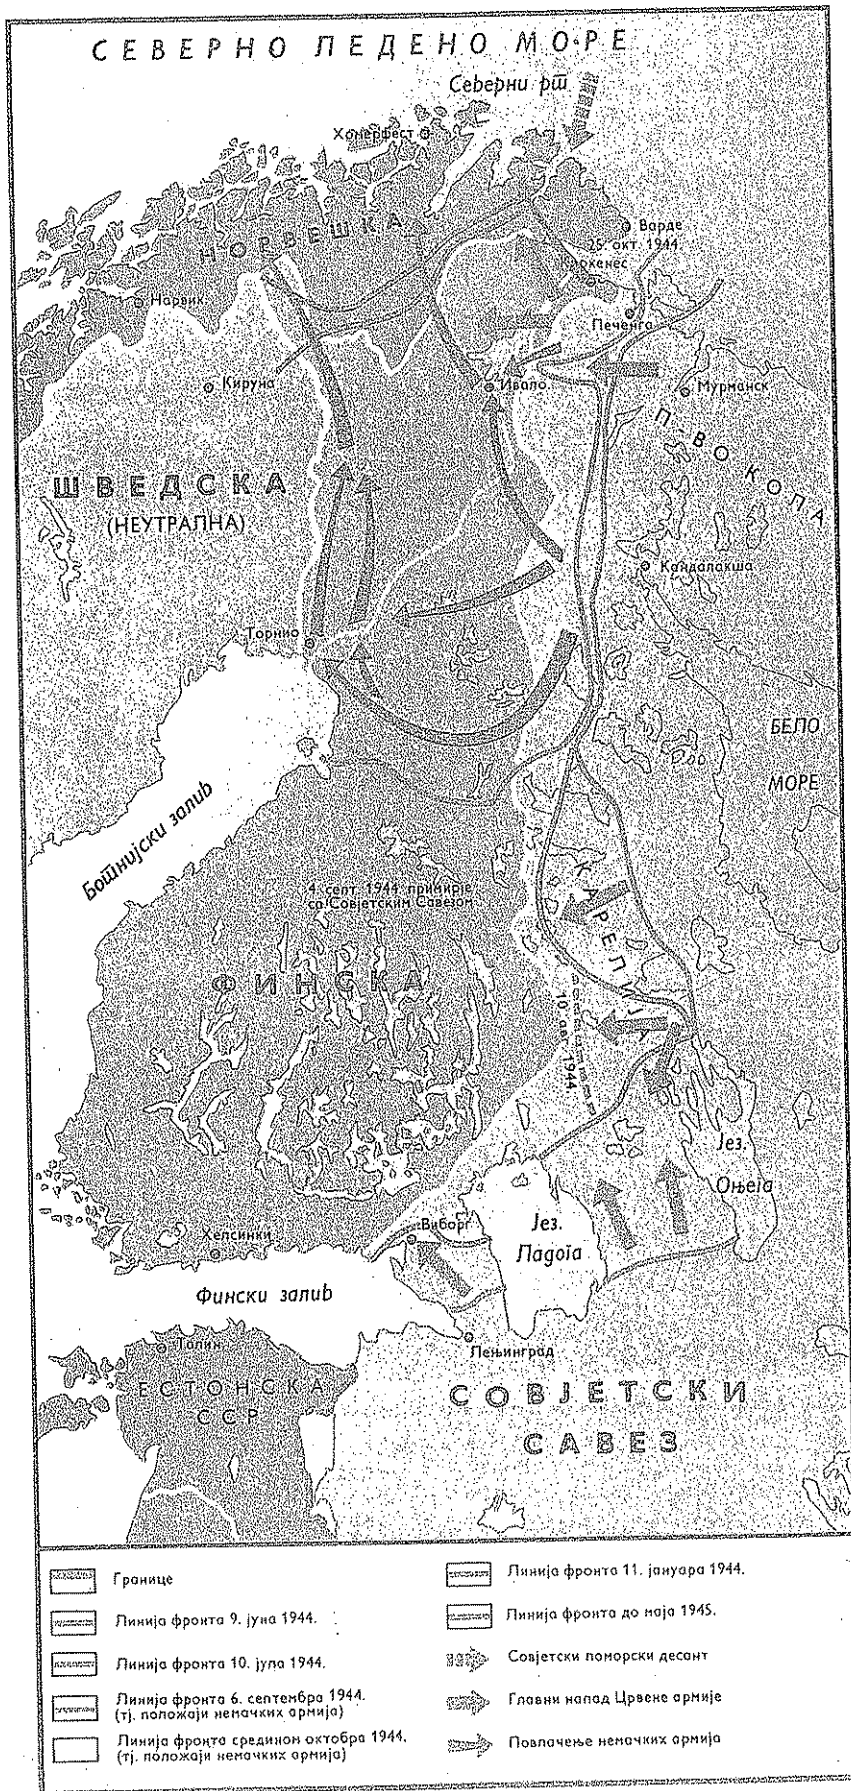 СЕВЕРНО ЛЕДЕНО МОРЕ
Северни рт
Хамерфест
НОРВЕШКА
Варде
25. окт. 1944.
Киркенес
Нарвик
Печенга
Кируна
Ивало
Мурманск
П-ВО КОЛА
ШВЕДСКА
(НЕУТРАЛНА)
Кандалакша
Торнио
БЕЛО
МОРЕ
Ботнијски залив
4. септ. 1944. примирје
са Совјетским Савезом
КАРЕЛИЈА
ФИНСКА
10. авг. 1944.
Јез.
Оњега
Хелсинки
Виборг
Јез.
Ладога
Фински залив
Талин
Лењинград
ЕСТОНСКА
ССР
СОВЈЕТСКИ
САВЕЗ
Границе
Линија фронта 9. јуна 1944.
Линија фронта 10. јула 1944.
Линија фронта 6. септембра 1944.
(тј. положаји немачких армија)
Линија фронта средином октобра 1944.
(тј. положаји немачких армија)
Линија фронта 11. јануара 1944.
Линија фронта до маја 1945.
Совјетски поморски десант
Главни напад Црвене армије
Повлачење немачких армија